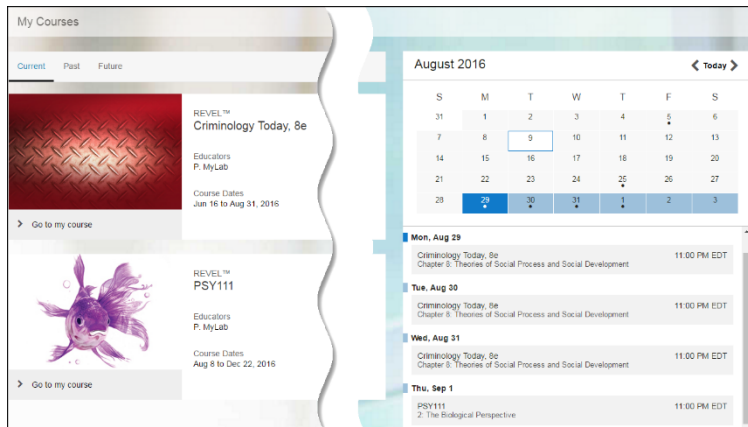 My Courses
Current Past Future
REVEL™
Criminology Today, 8e
Educators
P. MyLab
Course Dates
Jun 16 to Aug 31, 2016
> Go to my course
REVEL™
PSY111
Educators
P. MyLab
Course Dates
Aug 8 to Dec 22, 2016
> Go to my course
August 2016
Today
S M T W T F S
31 1 2 3 4 5 6
7 8 9 10 11 12 13
14 15 16 17 18 19 20
21 22 23 24 25 26 27
28 29 30 31 1 2 3
Mon, Aug 29
Criminology Today, 8e 11:00 PM EDT
Chapter 8: Theories of Social Process and Social Development
Tue, Aug 30
Criminology Today, 8e 11:00 PM EDT
Chapter 8: Theories of Social Process and Social Development
Wed, Aug 31
Criminology Today, 8e 11:00 PM EDT
Chapter 8: Theories of Social Process and Social Development
Thu, Sep 1
PSY111 11:00 PM EDT
2: The Biological Perspective